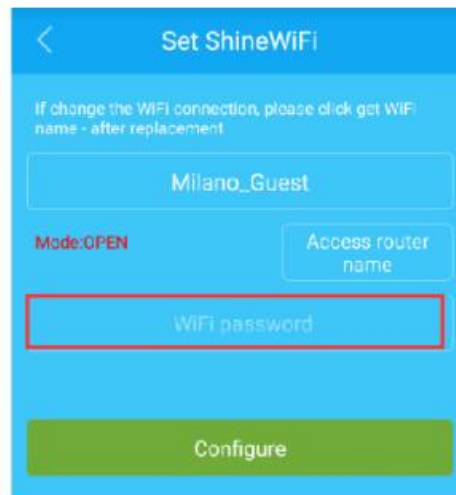 Set ShineWiFi
If change the WiFi connection, please click get WiFi
name - after replacement
Milano_Guest
Mode:OPEN
Access router
name
WiFi password
Configure